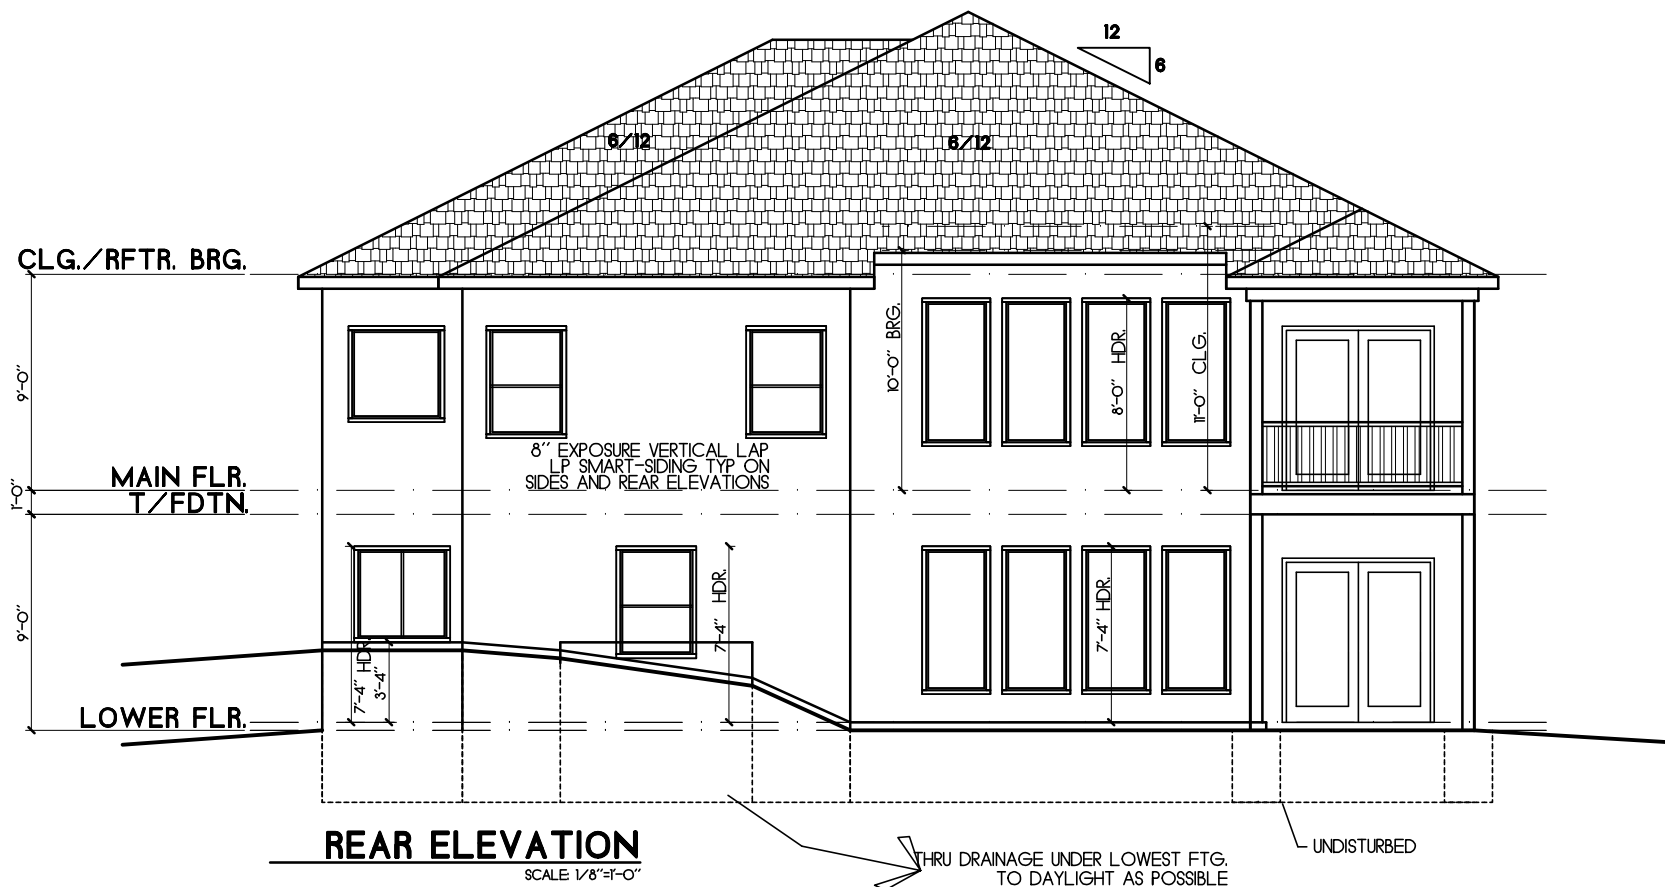 12
6
6/12
6/12
CLG./RFTR. BRG.
9'-0"
10'-0" BRG.
8'-0" HDR.
11'-0" CLG.
8" EXPOSURE VERTICAL LAP
LP SMART-SIDING TYP ON
SIDES AND REAR ELEVATIONS
MAIN FLR.
1'-0"
T/FDTN.
9'-0"
7'-4" HDR.
3'-4"
7'-4" HDR.
7'-4" HDR.
LOWER FLR.
REAR ELEVATION
SCALE: 1/8"=1'-0"
THRU DRAINAGE UNDER LOWEST FTG.
TO DAYLIGHT AS POSSIBLE
UNDISTURBED